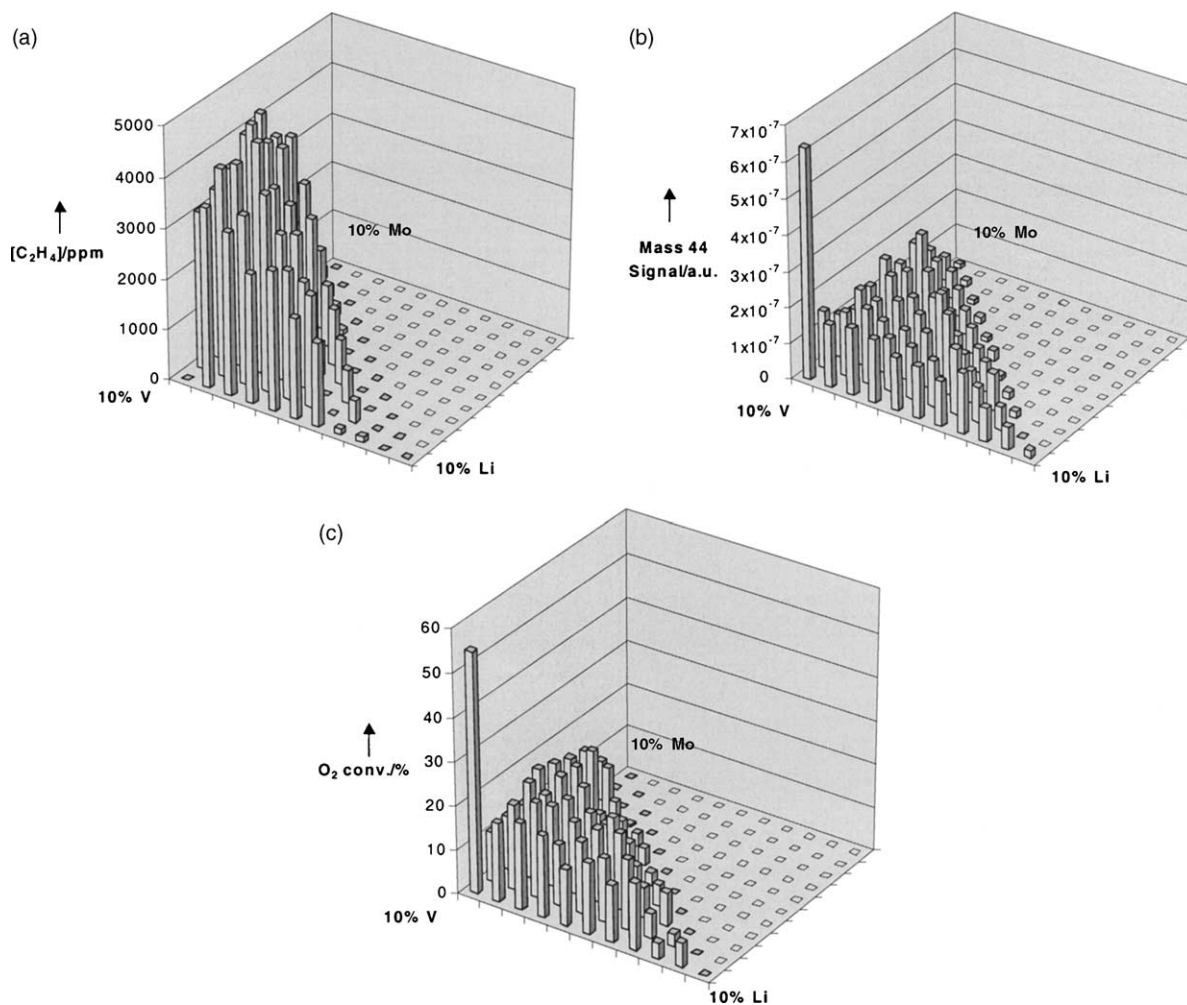 (a)
5000
4000
3000
2000
1000
0
[C₂H₄]/ppm
10% V
10% Mo
10% Li
(b)
7x10⁻⁷
6x10⁻⁷
5x10⁻⁷
4x10⁻⁷
3x10⁻⁷
2x10⁻⁷
1x10⁻⁷
0
Mass 44
Signal/a.u.
10% V
10% Mo
10% Li
(c)
60
50
40
30
20
10
0
O₂ conv./%
10% V
10% Mo
10% Li